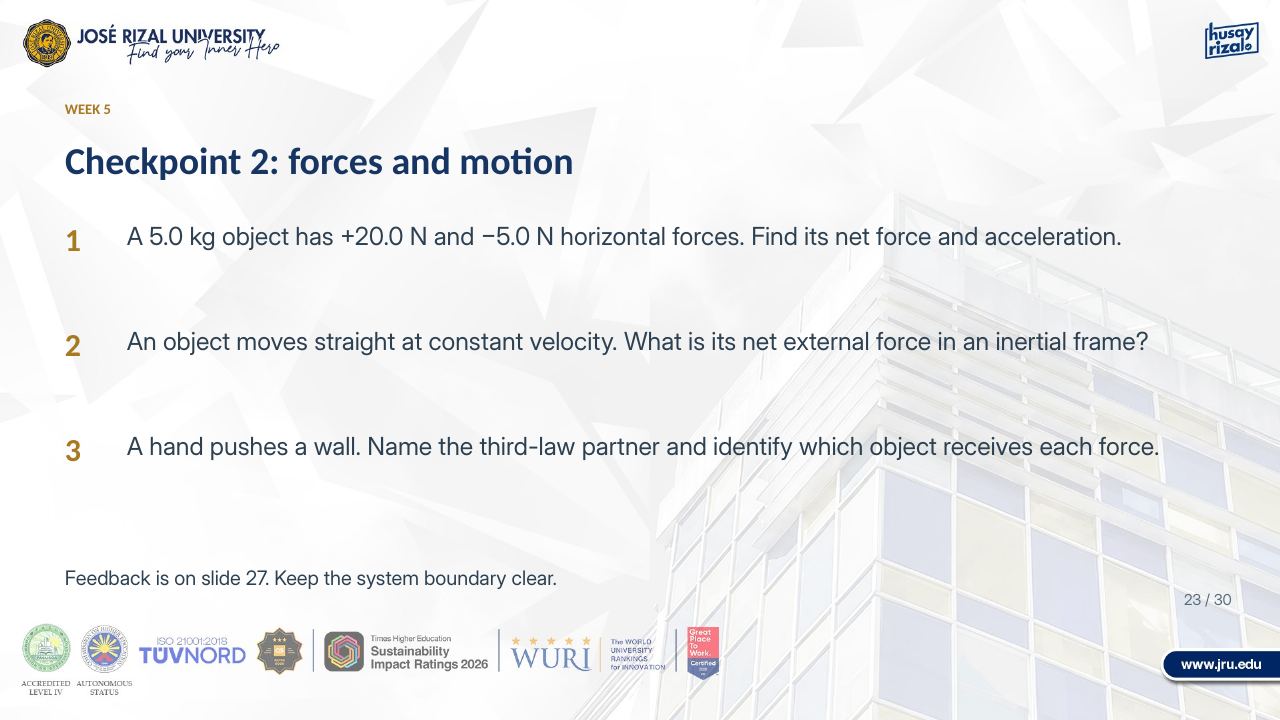 JOSÉ RIZAL UNIVERSITY
Find your Inner Hero
husay
rizal
WEEK 5
Checkpoint 2: forces and motion
1 A 5.0 kg object has +20.0 N and −5.0 N horizontal forces. Find its net force and acceleration.
2 An object moves straight at constant velocity. What is its net external force in an inertial frame?
3 A hand pushes a wall. Name the third-law partner and identify which object receives each force.
Feedback is on slide 27. Keep the system boundary clear.
23 / 30
ACCREDITED
LEVEL IV
AUTONOMOUS
STATUS
ISO 21001:2018
TÜVNORD
Times Higher Education
Sustainability
Impact Ratings 2026
WURI
The WORLD
UNIVERSITY
RANKINGS
for INNOVATION
Great
Place
To
Work.
Certified
www.jru.edu